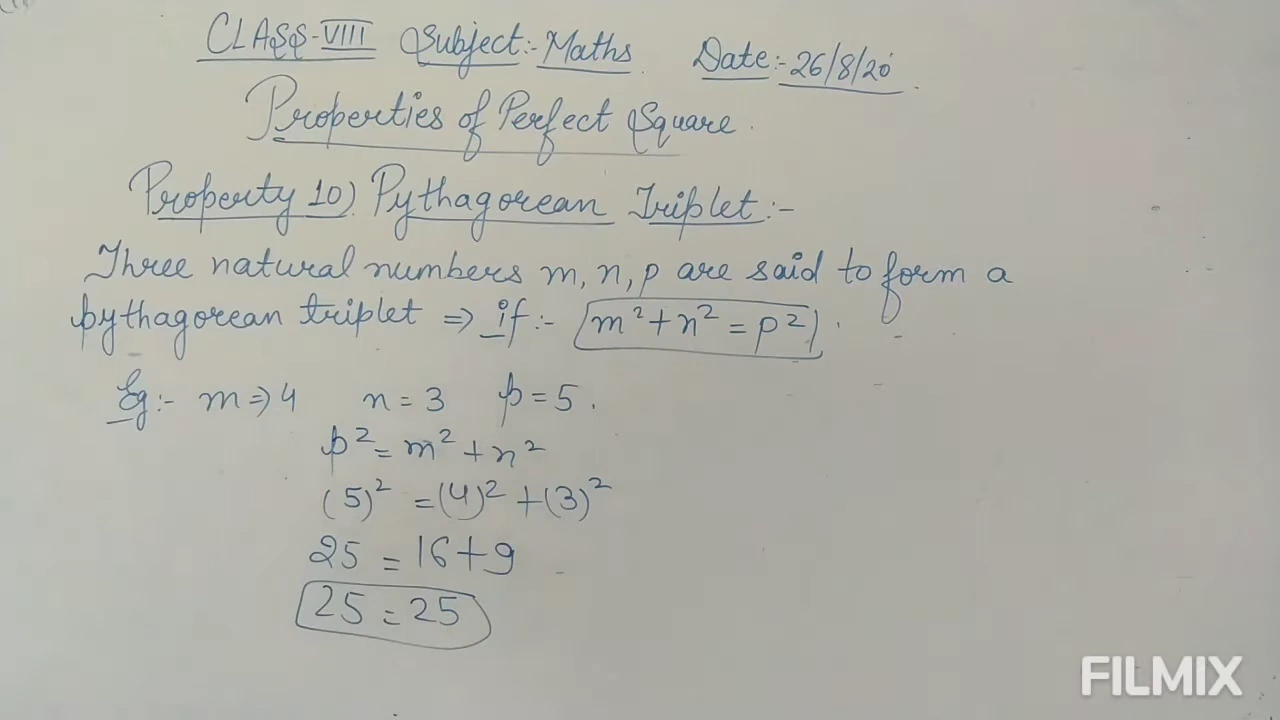 CLASS-VIII Subject:- Maths Date:- 26/8/20
Properties of Perfect Square.
Property 10) Pythagorean Triplet:-
Three natural numbers m, n, p are said to form a
pythagorean triplet ⇒ if:- (m² + n² = p²).
Eg:- m ⇒ 4 n = 3 p = 5.
p² = m² + n²
(5)² = (4)² + (3)²
25 = 16 + 9
25 = 25
FILMIX